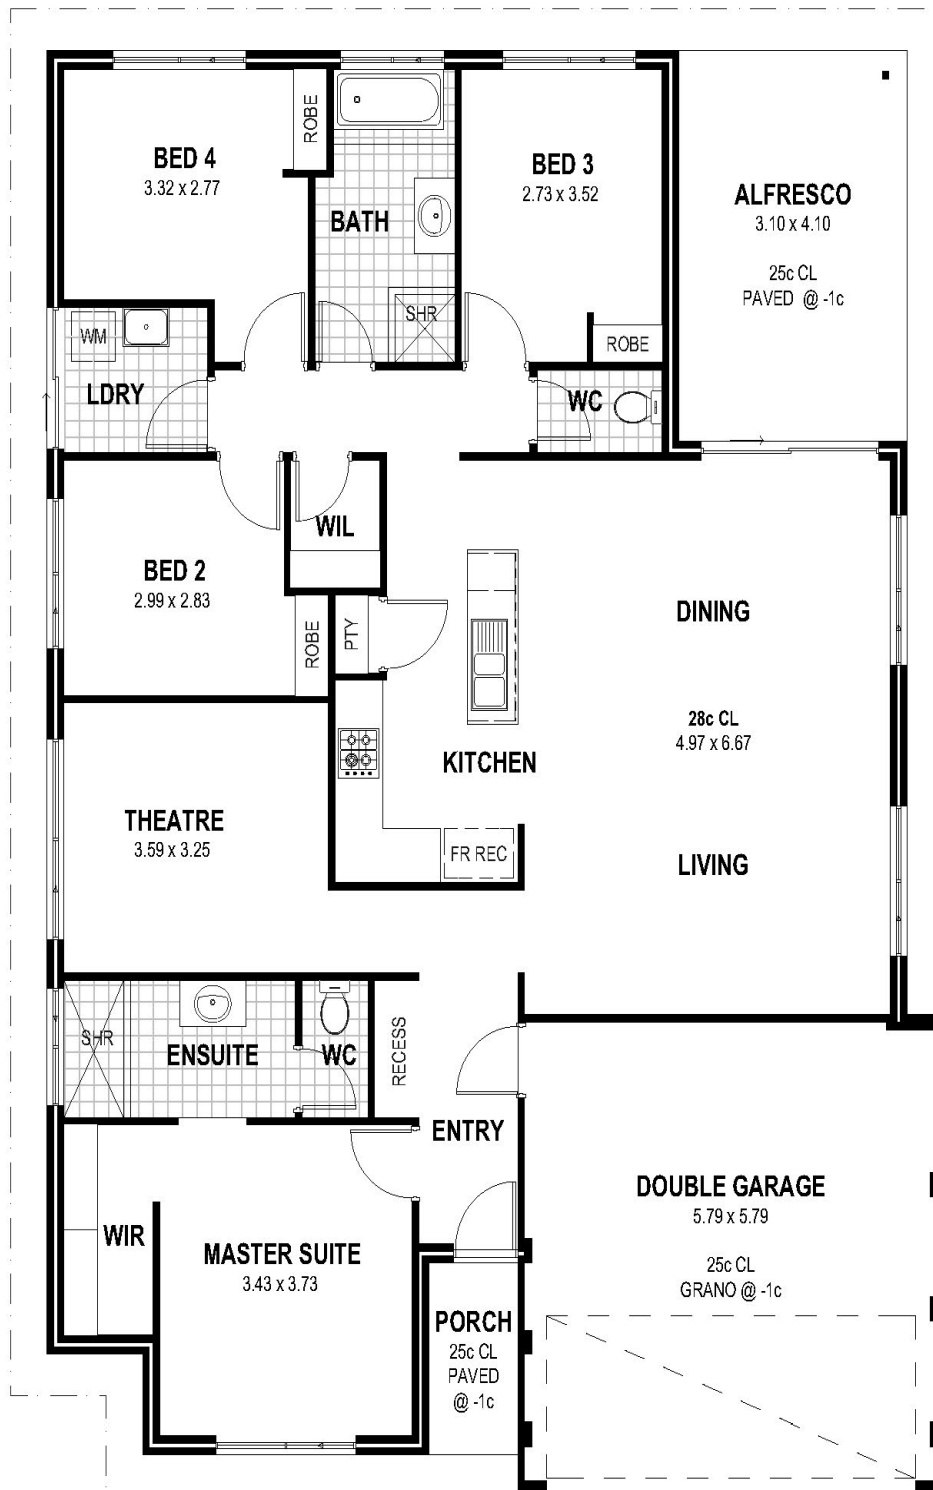 BED 4
3.32 x 2.77
ROBE
BATH
SHR
BED 3
2.73 x 3.52
ROBE
ALFRESCO
3.10 x 4.10
25c CL
PAVED @ -1c
WM
LDRY
WC
WIL
BED 2
2.99 x 2.83
ROBE
PTY
DINING
28c CL
4.97 x 6.67
KITCHEN
FR REC
LIVING
THEATRE
3.59 x 3.25
SHR
ENSUITE
WC
RECESS
ENTRY
WIR
MASTER SUITE
3.43 x 3.73
PORCH
25c CL
PAVED
@ -1c
DOUBLE GARAGE
5.79 x 5.79
25c CL
GRANO @ -1c